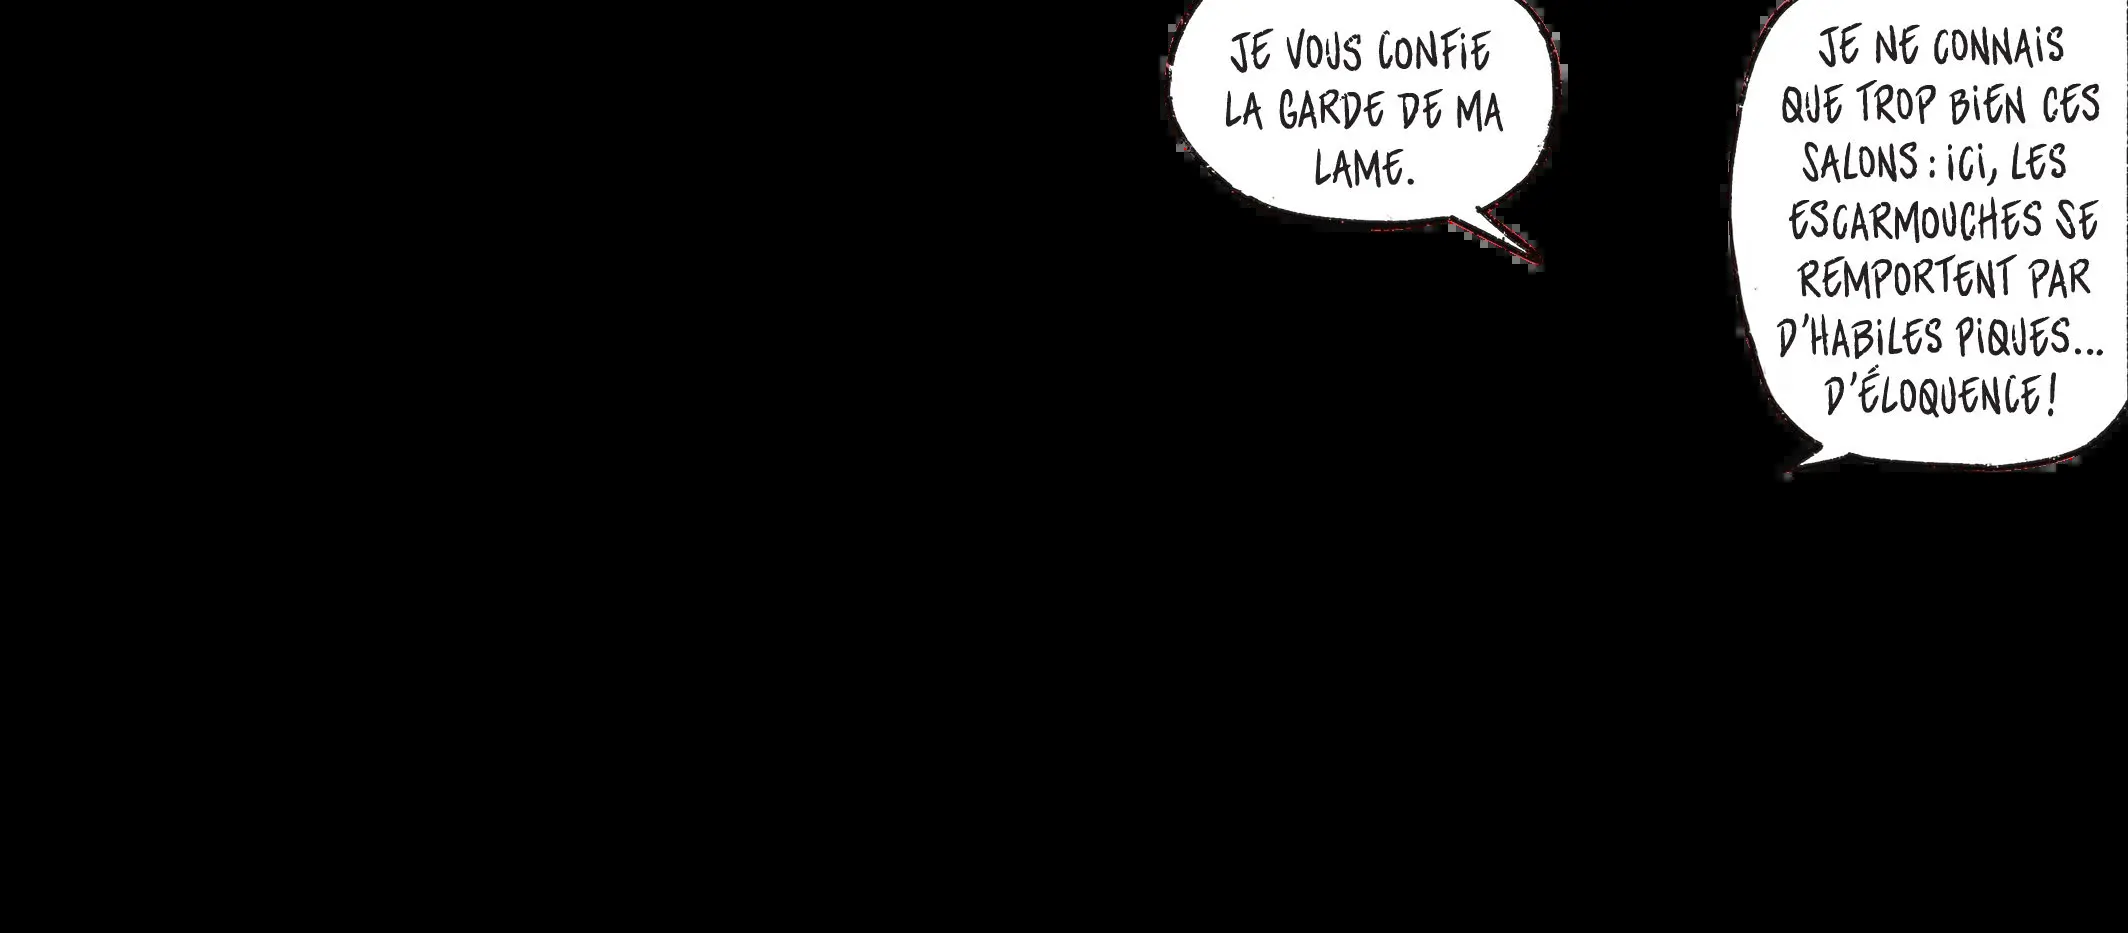 JE VOUS CONFIE
LA GARDE DE MA
LAME.
JE NE CONNAIS
QUE TROP BIEN CES
SALONS : ICI, LES
ESCARMOUCHES SE
REMPORTENT PAR
D'HABILES PIQUES...
D'ÉLOQUENCE !